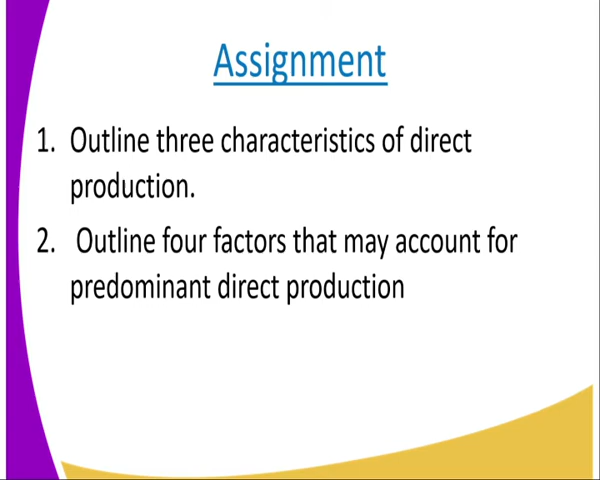 Assignment
1. Outline three characteristics of direct
production.
2. Outline four factors that may account for
predominant direct production